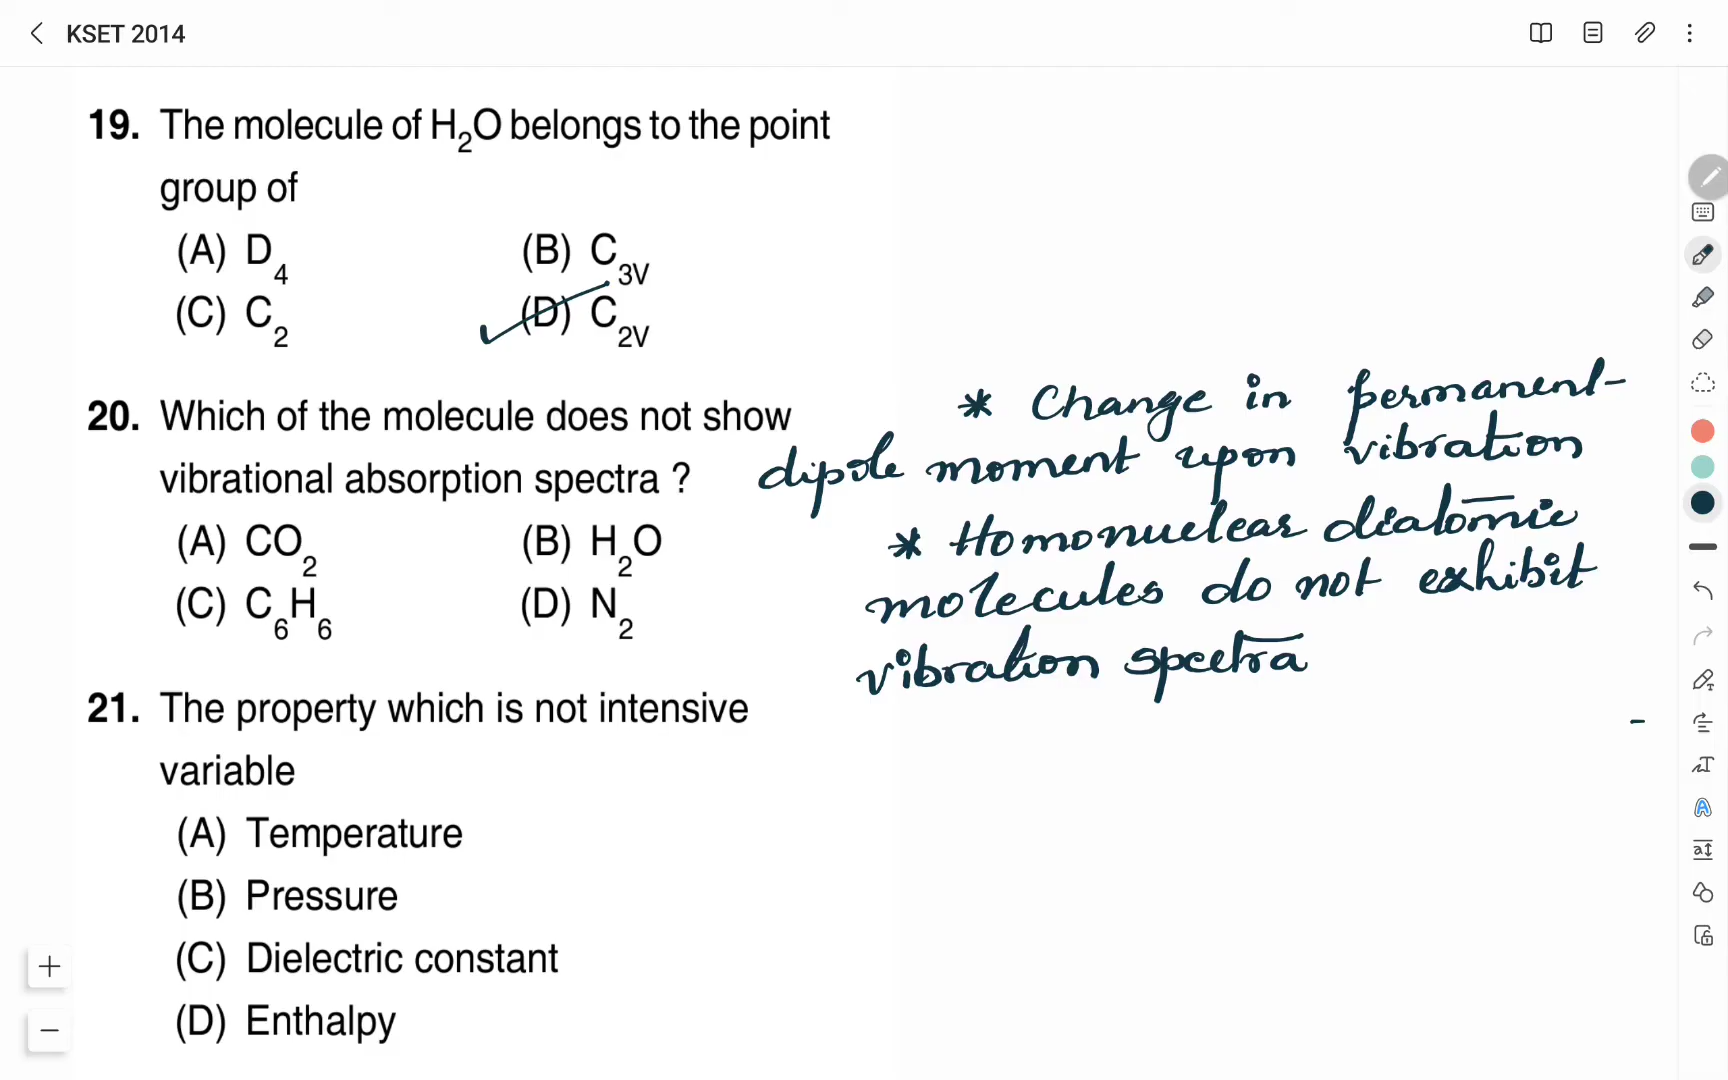 KSET 2014
19. The molecule of H₂O belongs to the point
group of
(A) D₄ (B) C₃V
(C) C₂ (D) C₂V
20. Which of the molecule does not show
vibrational absorption spectra ?
(A) CO₂ (B) H₂O
(C) C₆H₆ (D) N₂
* Change in permanent
dipole moment upon vibration
* Homonuclear diatomic
molecules do not exhibit
vibration spectra
21. The property which is not intensive
variable
(A) Temperature
(B) Pressure
(C) Dielectric constant
(D) Enthalpy